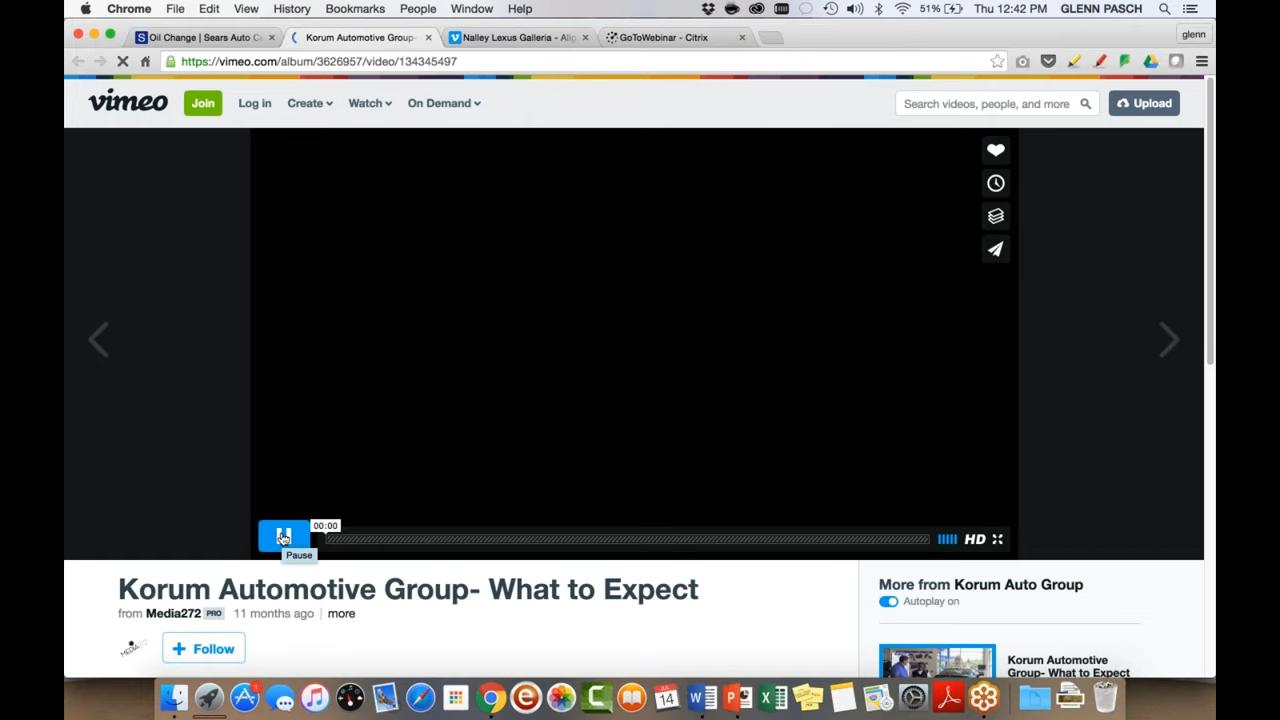 Chrome File Edit View History Bookmarks People Window Help 51% Thu 12:42 PM GLENN PASCH
Oil Change | Sears Auto C Korum Automotive Group- Nalley Lexus Galleria - Alig GoToWebinar - Citrix glenn
https://vimeo.com/album/3626957/video/134345497
vimeo Join Log in Create Watch On Demand Search videos, people, and more Upload
00:00
HD
Pause
Korum Automotive Group- What to Expect
from Media272 PRO 11 months ago more
MEDIA272
+ Follow
More from Korum Auto Group
Autoplay on
Korum Automotive
Group- What to Expect